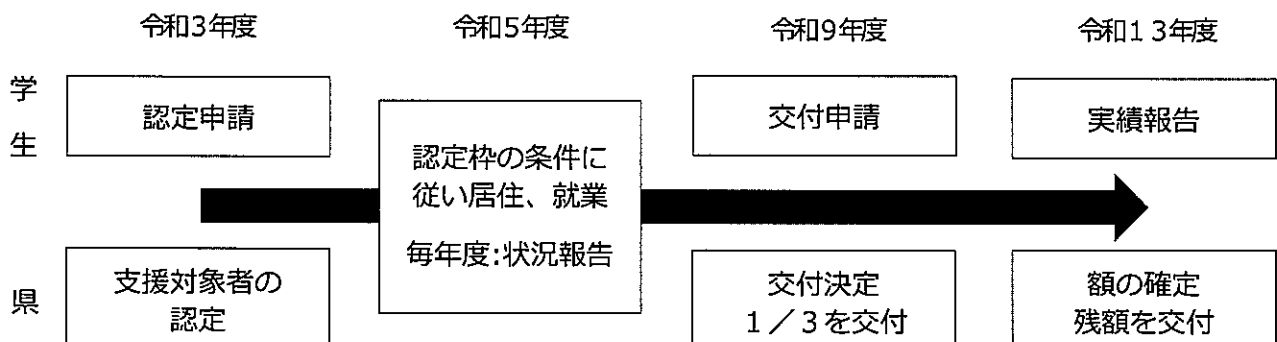 令和3年度
令和5年度
令和9年度
令和13年度
学生
認定申請
認定枠の条件に
従い居住、就業
毎年度:状況報告
交付申請
実績報告
県
支援対象者の
認定
交付決定
1/3を交付
額の確定
残額を交付